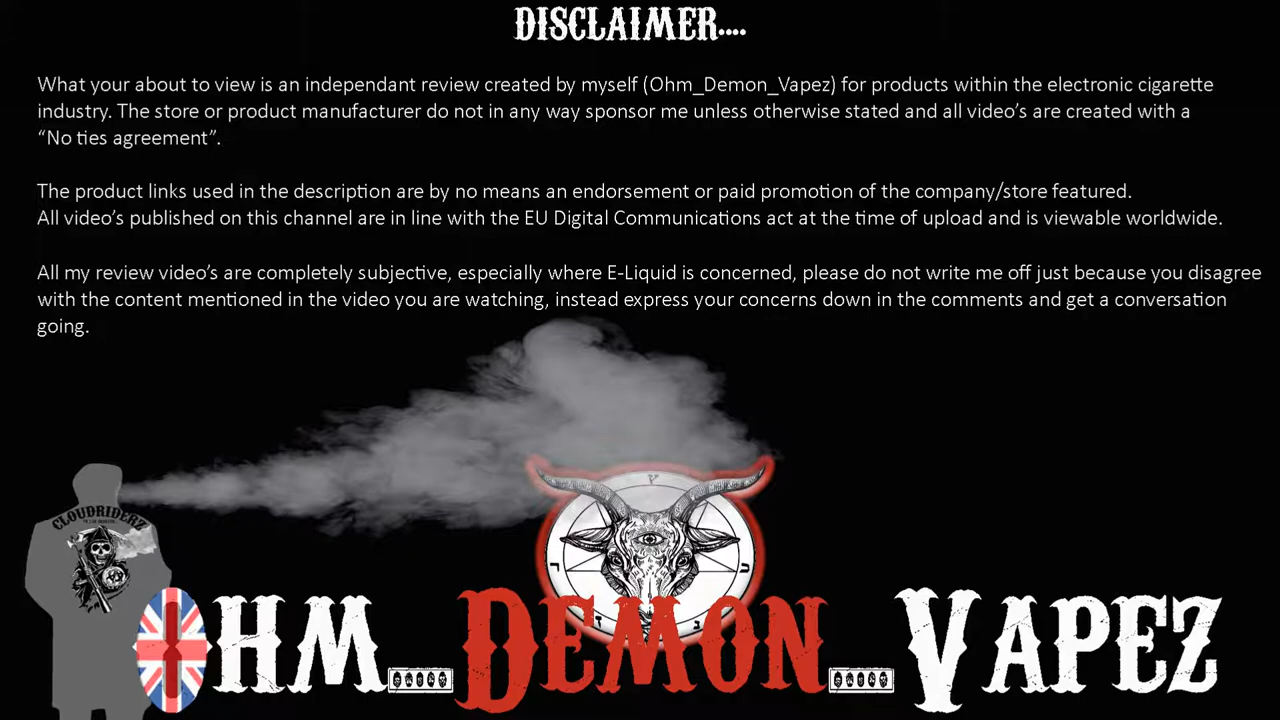 DISCLAIMER....
What your about to view is an independant review created by myself (Ohm_Demon_Vapez) for products within the electronic cigarette
industry. The store or product manufacturer do not in any way sponsor me unless otherwise stated and all video's are created with a
“No ties agreement”.
The product links used in the description are by no means an endorsement or paid promotion of the company/store featured.
All video's published on this channel are in line with the EU Digital Communications act at the time of upload and is viewable worldwide.
All my review video's are completely subjective, especially where E-Liquid is concerned, please do not write me off just because you disagree
with the content mentioned in the video you are watching, instead express your concerns down in the comments and get a conversation
going.
CLOUDRIDERZ
OHM_DEMON_VAPEZ